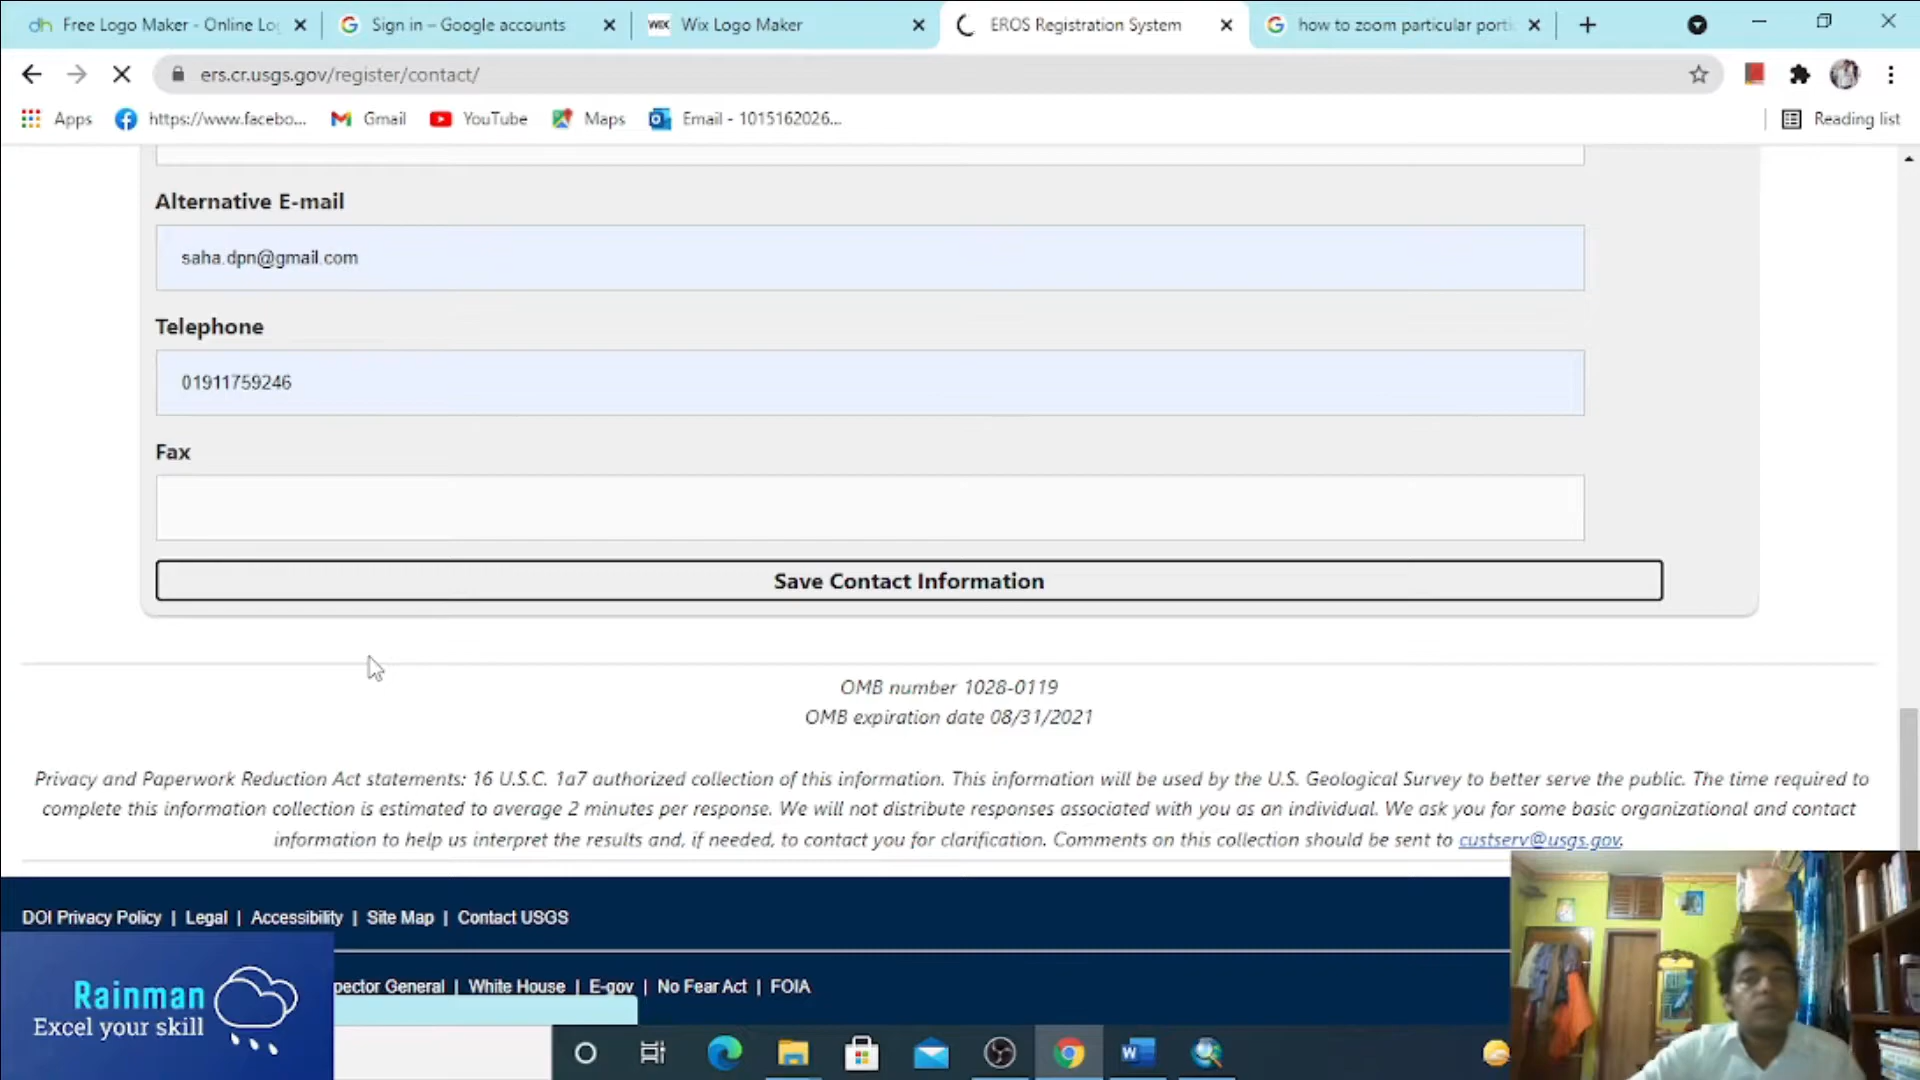 dh Free Logo Maker - Online Lo
Sign in – Google accounts
WIX Wix Logo Maker
EROS Registration System
how to zoom particular porti
ers.cr.usgs.gov/register/contact/
Apps
https://www.facebo...
Gmail
YouTube
Maps
Email - 1015162026...
Reading list
Alternative E-mail
saha.dpn@gmail.com
Telephone
01911759246
Fax
Save Contact Information
OMB number 1028-0119
OMB expiration date 08/31/2021
Privacy and Paperwork Reduction Act statements: 16 U.S.C. 1a7 authorized collection of this information. This information will be used by the U.S. Geological Survey to better serve the public. The time required to
complete this information collection is estimated to average 2 minutes per response. We will not distribute responses associated with you as an individual. We ask you for some basic organizational and contact
information to help us interpret the results and, if needed, to contact you for clarification. Comments on this collection should be sent to custserv@usgs.gov.
DOI Privacy Policy | Legal | Accessibility | Site Map | Contact USGS
pector General | White House | E-gov | No Fear Act | FOIA
Rainman
Excel your skill